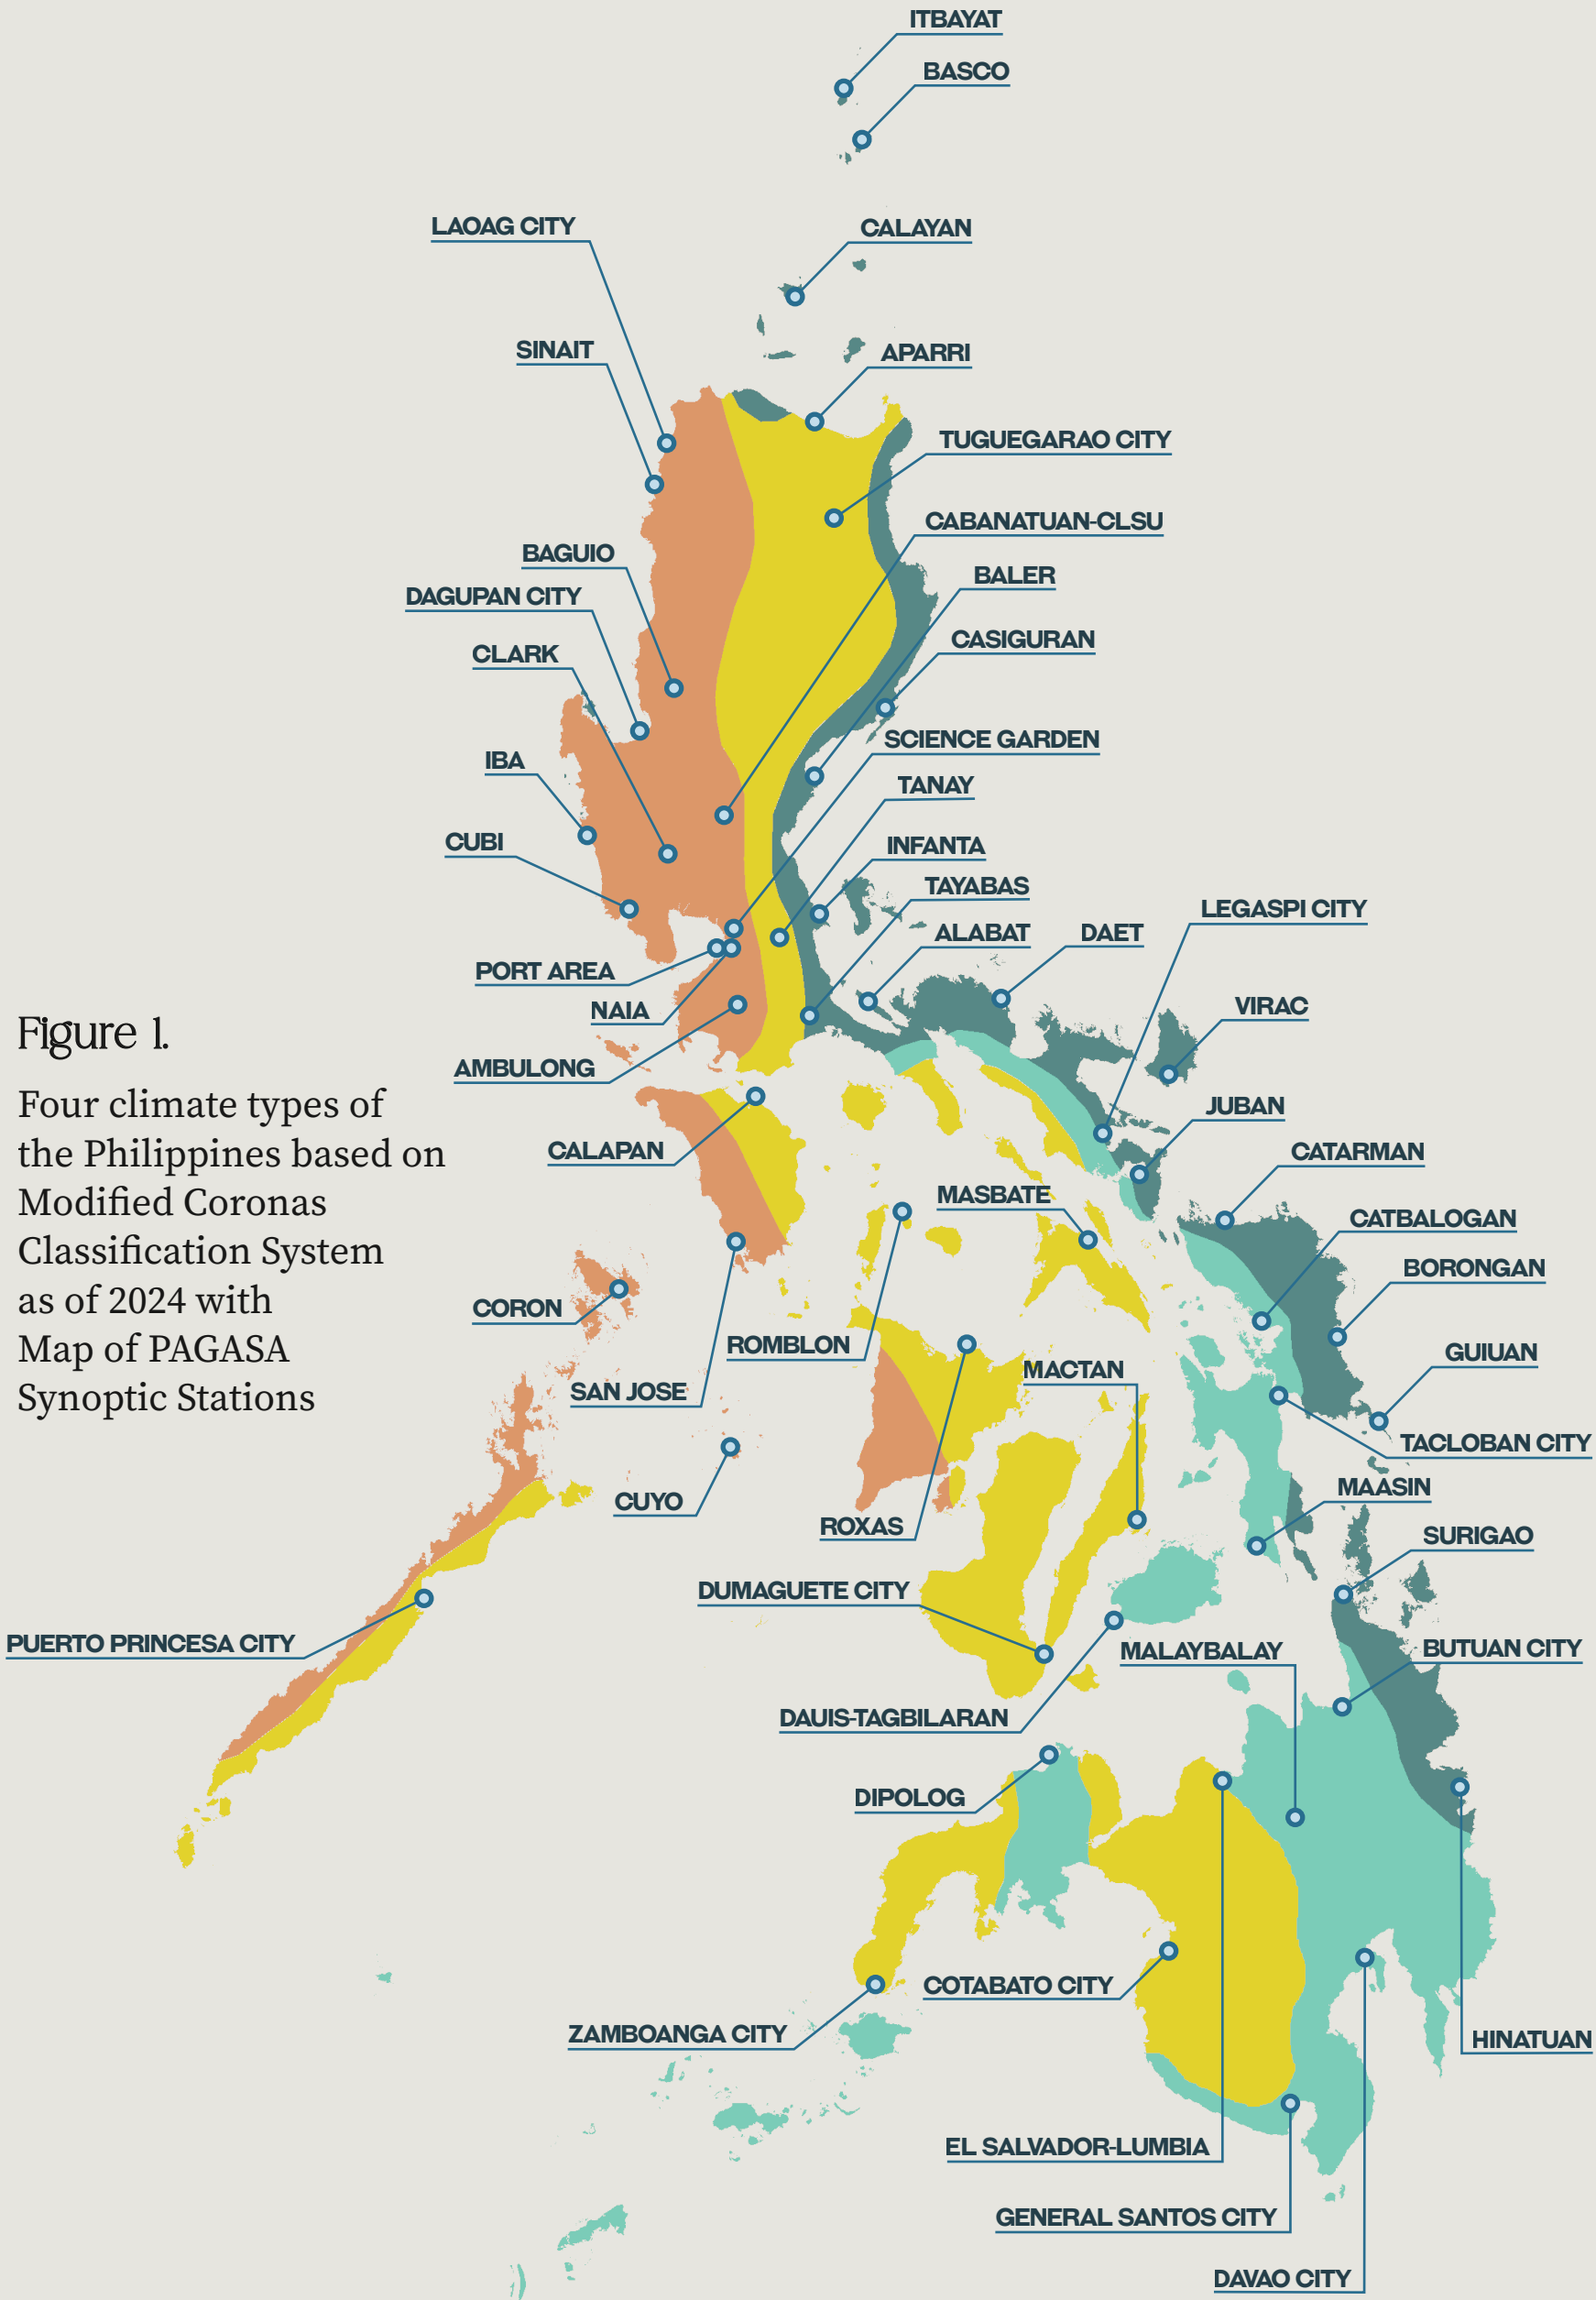 ITBAYAT
BASCO
LAOAG CITY
CALAYAN
SINAIT
APARRI
TUGUEGARAO CITY
CABANATUAN-CLSU
BAGUIO
BALER
DAGUPAN CITY
CASIGURAN
CLARK
SCIENCE GARDEN
IBA
TANAY
CUBI
INFANTA
TAYABAS
LEGASPI CITY
ALABAT
DAET
PORT AREA
VIRAC
NAIA
Figure 1.
AMBULONG
Four climate types of
the Philippines based on
Modified Coronas
Classification System
as of 2024 with
Map of PAGASA
Synoptic Stations
JUBAN
CALAPAN
CATARMAN
MASBATE
CATBALOGAN
BORONGAN
CORON
ROMBLON
GUIUAN
MACTAN
SAN JOSE
TACLOBAN CITY
MAASIN
CUYO
ROXAS
SURIGAO
DUMAGUETE CITY
PUERTO PRINCESA CITY
MALAYBALAY
BUTUAN CITY
DAUIS-TAGBILARAN
DIPOLOG
COTABATO CITY
ZAMBOANGA CITY
HINATUAN
EL SALVADOR-LUMBIA
GENERAL SANTOS CITY
DAVAO CITY